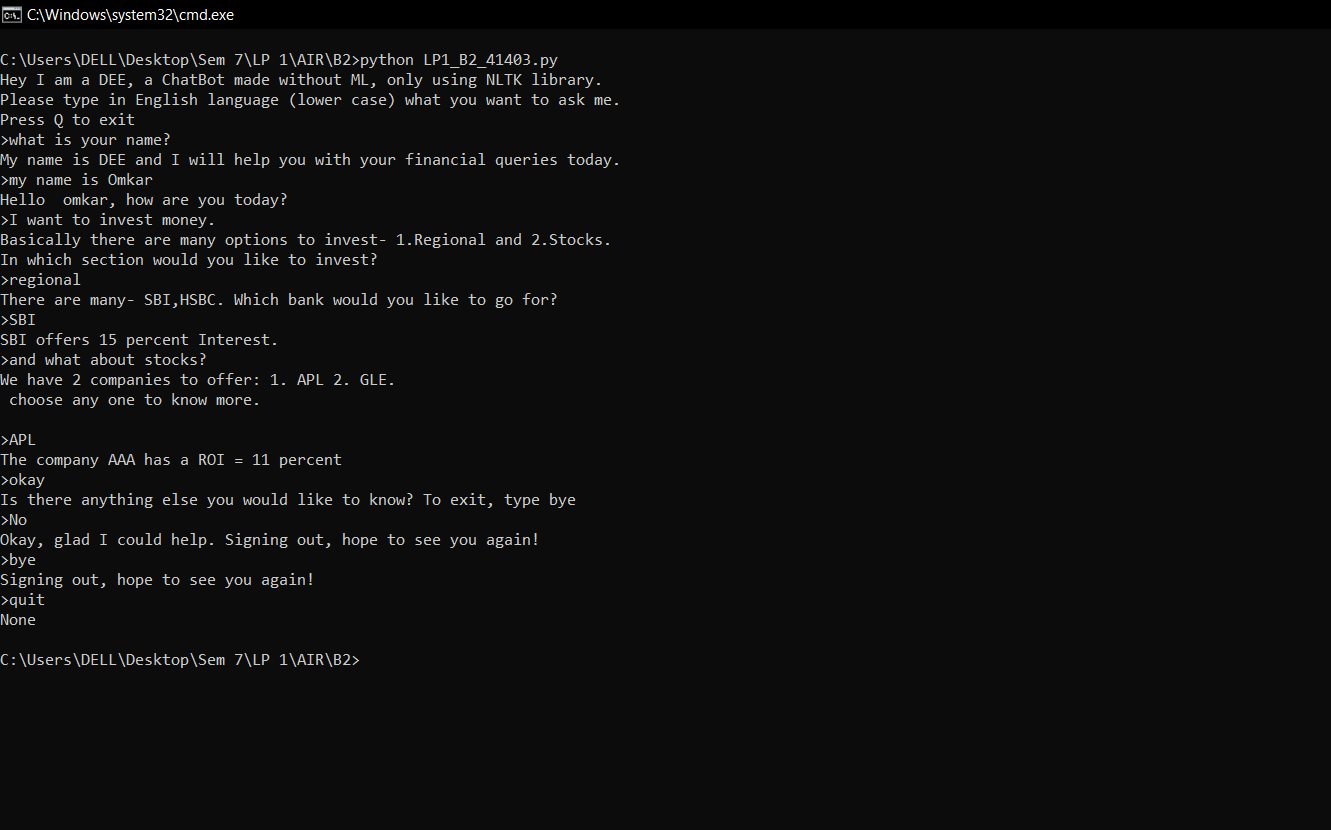 C:\Windows\system32\cmd.exe
C:\Users\DELL\Desktop\Sem 7\LP 1\AIR\B2>python LP1_B2_41403.py
Hey I am a DEE, a ChatBot made without ML, only using NLTK library.
Please type in English language (lower case) what you want to ask me.
Press Q to exit
>what is your name?
My name is DEE and I will help you with your financial queries today.
>my name is Omkar
Hello  omkar, how are you today?
>I want to invest money.
Basically there are many options to invest- 1.Regional and 2.Stocks.
In which section would you like to invest?
>regional
There are many- SBI,HSBC. Which bank would you like to go for?
>SBI
SBI offers 15 percent Interest.
>and what about stocks?
We have 2 companies to offer: 1. APL 2. GLE.
 choose any one to know more.
>APL
The company AAA has a ROI = 11 percent
>okay
Is there anything else you would like to know? To exit, type bye
>No
Okay, glad I could help. Signing out, hope to see you again!
>bye
Signing out, hope to see you again!
>quit
None
C:\Users\DELL\Desktop\Sem 7\LP 1\AIR\B2>